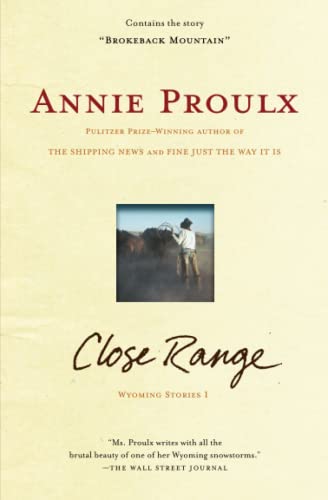 Contains the story
"Brokeback Mountain"
Annie Proulx
Pulitzer Prize–Winning author of
THE SHIPPING NEWS and FINE JUST THE WAY IT IS
Close Range
Wyoming Stories 1
"Ms. Proulx writes with all the
brutal beauty of one of her Wyoming snowstorms."
—THE WALL STREET JOURNAL